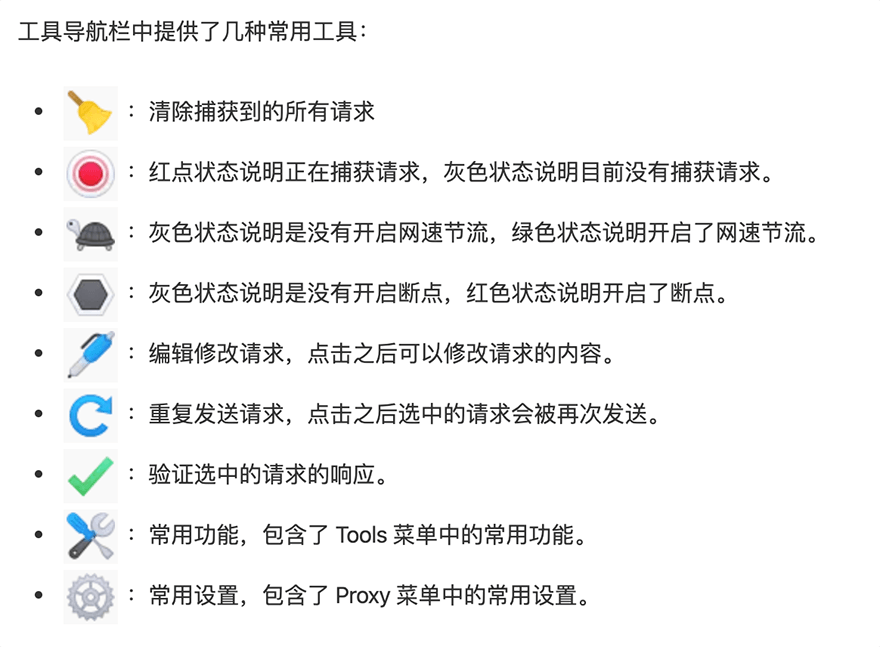 工具导航栏中提供了几种常用工具：
：清除捕获到的所有请求
：红点状态说明正在捕获请求，灰色状态说明目前没有捕获请求。
：灰色状态说明是没有开启网速节流，绿色状态说明开启了网速节流。
：灰色状态说明是没有开启断点，红色状态说明开启了断点。
：编辑修改请求，点击之后可以修改请求的内容。
：重复发送请求，点击之后选中的请求会被再次发送。
：验证选中的请求的响应。
：常用功能，包含了 Tools 菜单中的常用功能。
：常用设置，包含了 Proxy 菜单中的常用设置。